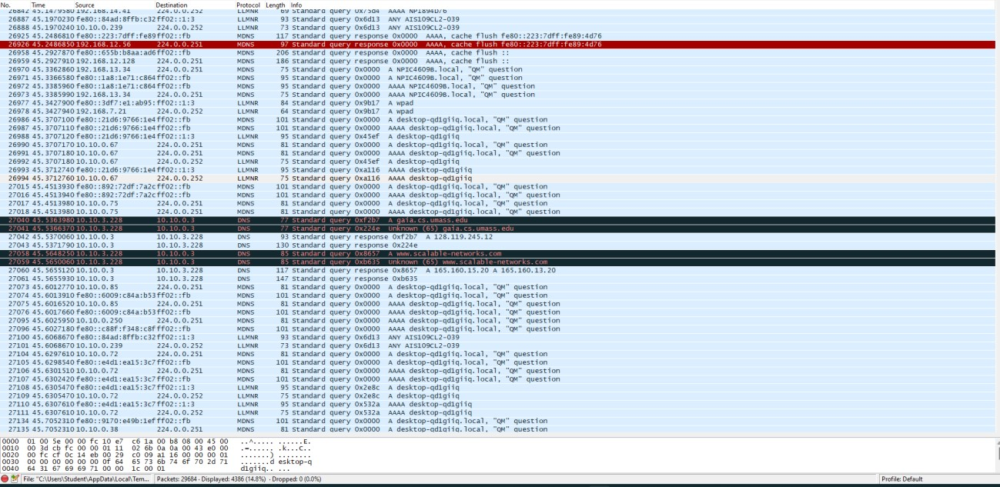 No. Time Source Destination Protocol Length Info
26842 45.1479580 192.168.14.41 224.0.0.252 LLMNR 69 Standard query 0x75d4 AAAA NPI894D76
26887 45.1970230 fe80::84ad:8ffb:c32 ff02::1:3 LLMNR 93 Standard query 0x6d13 ANY AIS109CL2-039
26888 45.1970240 10.10.0.239 224.0.0.252 LLMNR 73 Standard query 0x6d13 ANY AIS109CL2-039
26925 45.2486810 fe80::223:7dff:fe89 ff02::fb MDNS 117 Standard query response 0x0000 AAAA, cache flush fe80::223:7dff:fe89:4d76
26926 45.2486850 192.168.12.56 224.0.0.251 MDNS 97 Standard query response 0x0000 AAAA, cache flush fe80::223:7dff:fe89:4d76
26958 45.2927870 fe80::655b:b8aa:ad6 ff02::fb MDNS 206 Standard query response 0x0000 AAAA, cache flush ::
26959 45.2927910 192.168.12.128 224.0.0.251 MDNS 186 Standard query response 0x0000 AAAA, cache flush ::
26970 45.3362860 192.168.13.34 224.0.0.251 MDNS 75 Standard query 0x0000 A NPIC4609B.local, "QM" question
26971 45.3366580 fe80::1a8:1e71:c864 ff02::fb MDNS 95 Standard query 0x0000 A NPIC4609B.local, "QM" question
26972 45.3385960 fe80::1a8:1e71:c864 ff02::fb MDNS 95 Standard query 0x0000 AAAA NPIC4609B.local, "QM" question
26973 45.3385990 192.168.13.34 224.0.0.251 MDNS 75 Standard query 0x0000 AAAA NPIC4609B.local, "QM" question
26977 45.3427900 fe80::3df7:e1:ab95: ff02::1:3 LLMNR 84 Standard query 0x9b17 A wpad
26978 45.3427940 192.168.7.21 224.0.0.252 LLMNR 64 Standard query 0x9b17 A wpad
26986 45.3707100 fe80::21d6:9766:1e4 ff02::fb MDNS 101 Standard query 0x0000 A desktop-qd1giiq.local, "QM" question
26987 45.3707110 fe80::21d6:9766:1e4 ff02::fb MDNS 101 Standard query 0x0000 AAAA desktop-qd1giiq.local, "QM" question
26988 45.3707120 fe80::21d6:9766:1e4 ff02::1:3 LLMNR 95 Standard query 0x45ef A desktop-qd1giiq
26990 45.3707170 10.10.0.67 224.0.0.251 MDNS 81 Standard query 0x0000 A desktop-qd1giiq.local, "QM" question
26991 45.3707180 10.10.0.67 224.0.0.251 MDNS 81 Standard query 0x0000 AAAA desktop-qd1giiq.local, "QM" question
26992 45.3707180 10.10.0.67 224.0.0.252 LLMNR 75 Standard query 0x45ef A desktop-qd1giiq
26993 45.3712740 fe80::21d6:9766:1e4 ff02::1:3 LLMNR 95 Standard query 0xa116 AAAA desktop-qd1giiq
26994 45.3712760 10.10.0.67 224.0.0.252 LLMNR 75 Standard query 0xa116 AAAA desktop-qd1giiq
27015 45.4513930 fe80::892:72df:7a2c ff02::fb MDNS 101 Standard query 0x0000 A desktop-qd1giiq.local, "QM" question
27016 45.4513940 fe80::892:72df:7a2c ff02::fb MDNS 101 Standard query 0x0000 AAAA desktop-qd1giiq.local, "QM" question
27017 45.4513980 10.10.0.75 224.0.0.251 MDNS 81 Standard query 0x0000 A desktop-qd1giiq.local, "QM" question
27018 45.4513980 10.10.0.75 224.0.0.251 MDNS 81 Standard query 0x0000 AAAA desktop-qd1giiq.local, "QM" question
27040 45.5363980 10.10.3.228 10.10.0.3 DNS 77 Standard query 0xf2b7 A gaia.cs.umass.edu
27041 45.5366370 10.10.3.228 10.10.0.3 DNS 77 Standard query 0x224e Unknown (65) gaia.cs.umass.edu
27042 45.5370060 10.10.0.3 10.10.3.228 DNS 93 Standard query response 0xf2b7 A 128.119.245.12
27043 45.5371790 10.10.0.3 10.10.3.228 DNS 130 Standard query response 0x224e
27058 45.5648250 10.10.3.228 10.10.0.3 DNS 85 Standard query 0x8657 A www.scalable-networks.com
27059 45.5650060 10.10.3.228 10.10.0.3 DNS 85 Standard query 0xb635 Unknown (65) www.scalable-networks.com
27060 45.5655120 10.10.0.3 10.10.3.228 DNS 117 Standard query response 0x8657 A 165.160.15.20 A 165.160.13.20
27061 45.5655930 10.10.0.3 10.10.3.228 DNS 147 Standard query response 0xb635
27073 45.6012770 10.10.0.85 224.0.0.251 MDNS 81 Standard query 0x0000 A desktop-qd1giiq.local, "QM" question
27074 45.6013910 fe80::6009:c84a:b53 ff02::fb MDNS 101 Standard query 0x0000 A desktop-qd1giiq.local, "QM" question
27075 45.6016520 10.10.0.85 224.0.0.251 MDNS 81 Standard query 0x0000 AAAA desktop-qd1giiq.local, "QM" question
27076 45.6017660 fe80::6009:c84a:b53 ff02::fb MDNS 101 Standard query 0x0000 AAAA desktop-qd1giiq.local, "QM" question
27095 45.6025950 10.10.0.250 224.0.0.251 MDNS 81 Standard query 0x0000 AAAA desktop-qd1giiq.local, "QM" question
27096 45.6027180 fe80::c88f:f348:c8f ff02::fb MDNS 101 Standard query 0x0000 AAAA desktop-qd1giiq.local, "QM" question
27100 45.6068670 fe80::84ad:8ffb:c32 ff02::1:3 LLMNR 93 Standard query 0x6d13 ANY AIS109CL2-039
27101 45.6068670 10.10.0.239 224.0.0.252 LLMNR 73 Standard query 0x6d13 ANY AIS109CL2-039
27104 45.6297610 10.10.0.72 224.0.0.251 MDNS 81 Standard query 0x0000 A desktop-qd1giiq.local, "QM" question
27105 45.6298540 fe80::e4d1:ea15:3c7 ff02::fb MDNS 101 Standard query 0x0000 A desktop-qd1giiq.local, "QM" question
27106 45.6301510 10.10.0.72 224.0.0.251 MDNS 81 Standard query 0x0000 AAAA desktop-qd1giiq.local, "QM" question
27107 45.6302420 fe80::e4d1:ea15:3c7 ff02::fb MDNS 101 Standard query 0x0000 AAAA desktop-qd1giiq.local, "QM" question
27108 45.6305470 fe80::e4d1:ea15:3c7 ff02::1:3 LLMNR 95 Standard query 0x2e8c A desktop-qd1giiq
27109 45.6305470 10.10.0.72 224.0.0.252 LLMNR 75 Standard query 0x2e8c A desktop-qd1giiq
27110 45.6307610 fe80::e4d1:ea15:3c7 ff02::1:3 LLMNR 95 Standard query 0x532a AAAA desktop-qd1giiq
27111 45.6307610 10.10.0.72 224.0.0.252 LLMNR 75 Standard query 0x532a AAAA desktop-qd1giiq
27134 45.7052310 fe80::9170:e49b:1ef ff02::fb MDNS 101 Standard query 0x0000 A desktop-qd1giiq.local, "QM" question
27135 45.7052310 10.10.0.38 224.0.0.251 MDNS 81 Standard query 0x0000 A desktop-qd1giiq.local, "QM" question
0000 01 00 5e 00 00 fc 10 e7 c6 1a 00 b8 08 00 45 00 ..^..... ......E.
0010 00 3d cb fc 00 00 01 11 02 6b 0a 0a 00 43 e0 00 .=...... .k...C..
0020 00 fc cf 0c 14 eb 00 29 c0 09 a1 16 00 00 00 01 .......) ........
0030 00 00 00 00 00 00 0f 64 65 73 6b 74 6f 70 2d 71 .......d esktop-q
0040 64 31 67 69 69 71 00 00 1c 00 01 d1giiq.. ...
File: "C:\Users\Student\AppData\Local\Tem... Packets: 29684 · Displayed: 4386 (14.8%) · Dropped: 0 (0.0%) Profile: Default